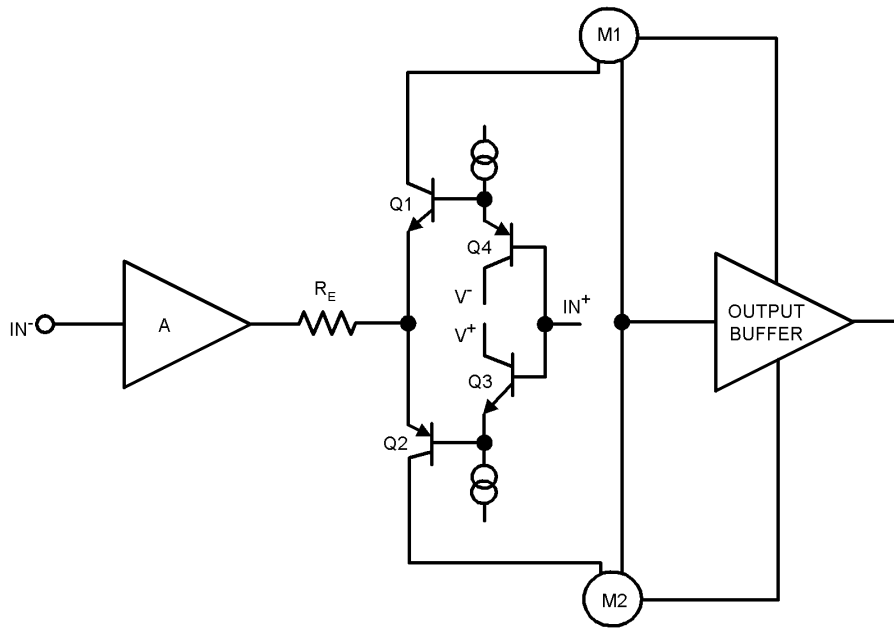 M1
Q1
Q4
R_E
V⁻
IN⁺
IN⁻
A
V⁺
OUTPUT
BUFFER
Q3
Q2
M2